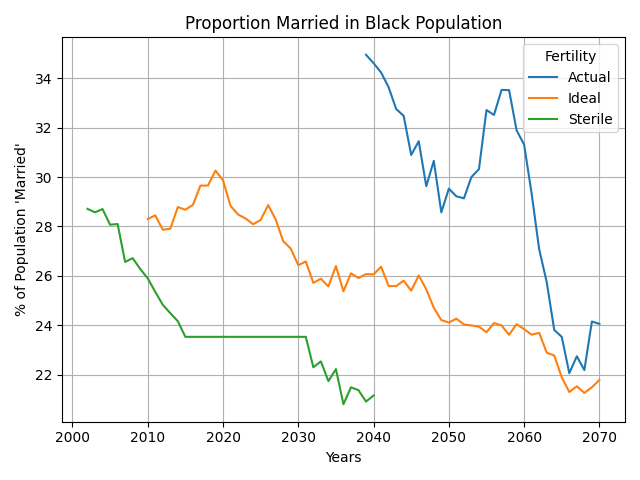 Proportion Married in Black Population
Fertility
Actual
Ideal
Sterile
% of Population 'Married'
34
32
30
28
26
24
22
2000 2010 2020 2030 2040 2050 2060 2070
Years